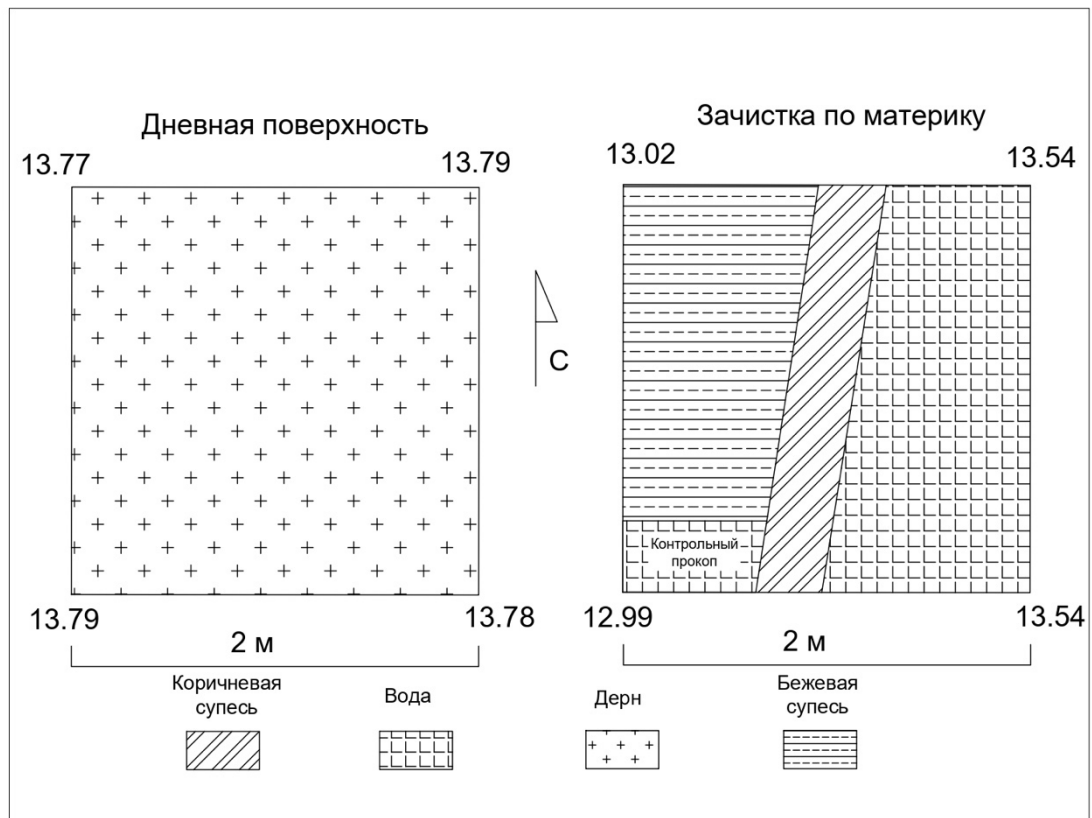 Дневная поверхность
13.77
13.79
13.79
13.78
2 м
С
Зачистка по материку
13.02
13.54
Контрольный
прокоп
12.99
13.54
2 м
Коричневая
супесь
Вода
Дерн
Бежевая
супесь